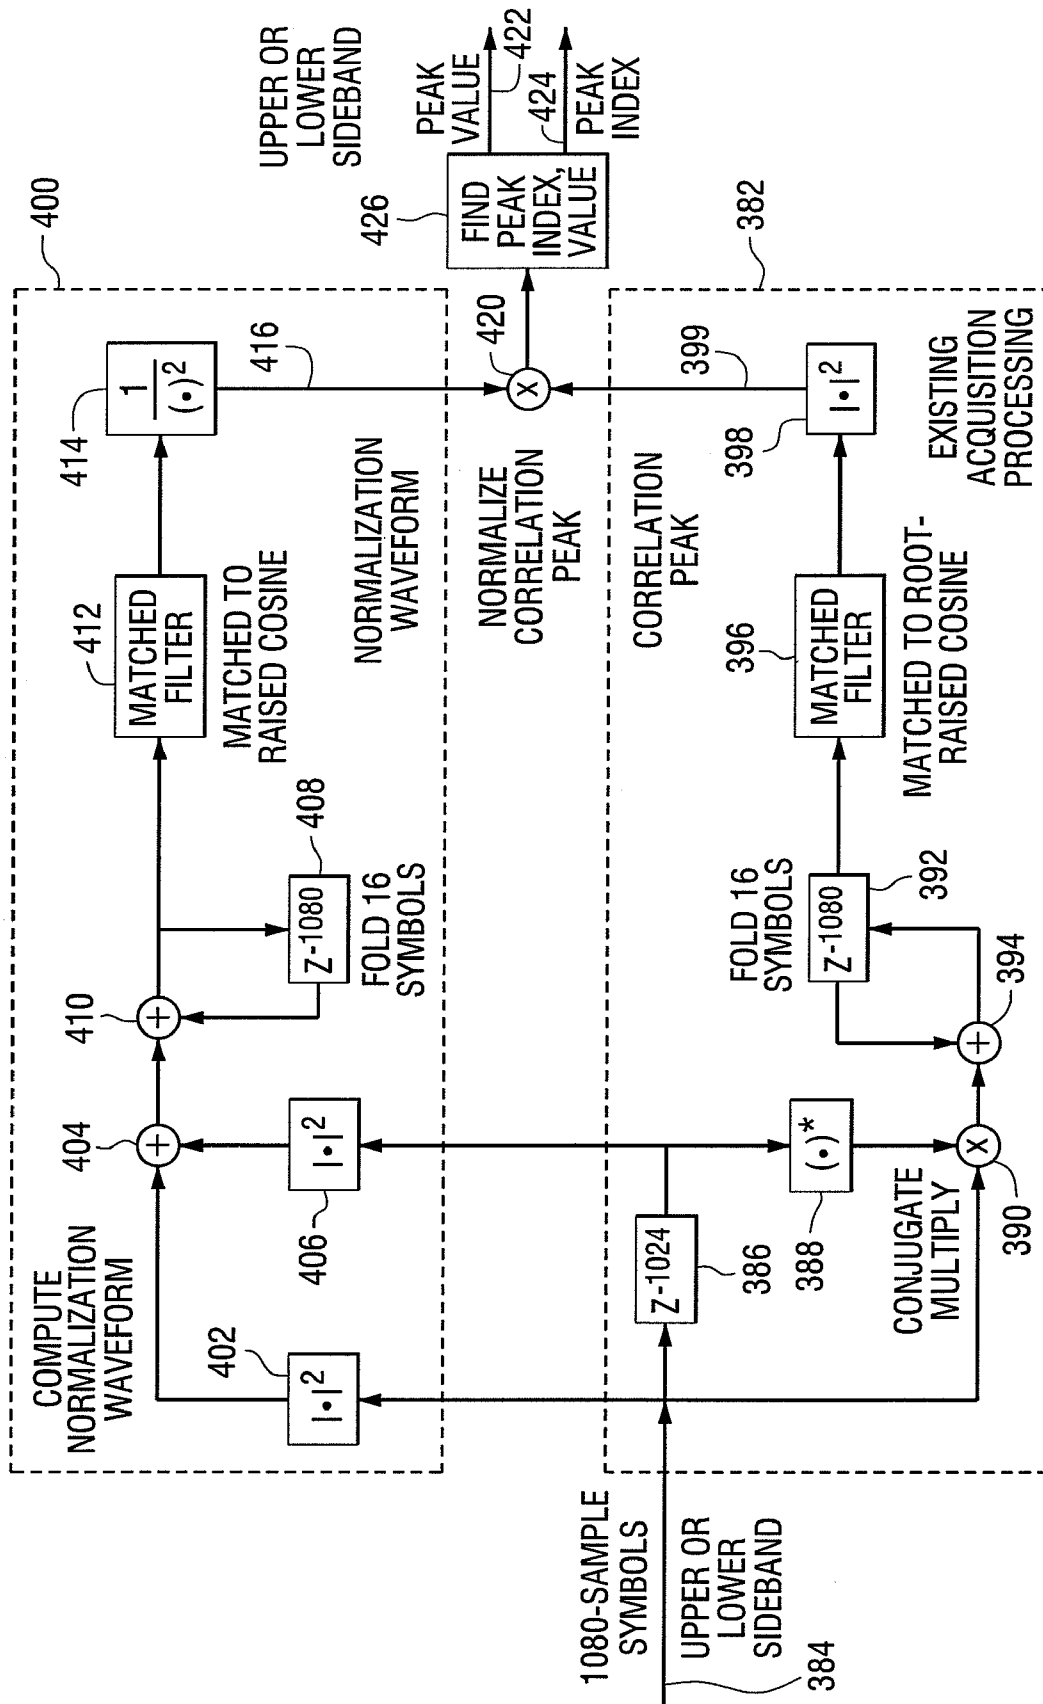 400
COMPUTE
NORMALIZATION
WAVEFORM
402
|•|²
404
+
406
|•|²
410
+
408
Z-1080
FOLD 16
SYMBOLS
412
MATCHED
FILTER
MATCHED TO
RAISED COSINE
414
1
(•)²
416
NORMALIZATION
WAVEFORM
NORMALIZE
CORRELATION
PEAK
420
X
426
FIND
PEAK
INDEX,
VALUE
UPPER OR
LOWER
SIDEBAND
PEAK
VALUE
422
424
PEAK
INDEX
1080-SAMPLE
SYMBOLS
UPPER OR
LOWER
SIDEBAND
384
Z-1024
386
(•)*
388
CONJUGATE
MULTIPLY
X
390
FOLD 16
SYMBOLS
Z-1080
392
+
394
CORRELATION
PEAK
396
MATCHED
FILTER
MATCHED TO ROOT-
RAISED COSINE
398
|•|²
399
EXISTING
ACQUISITION
PROCESSING
382